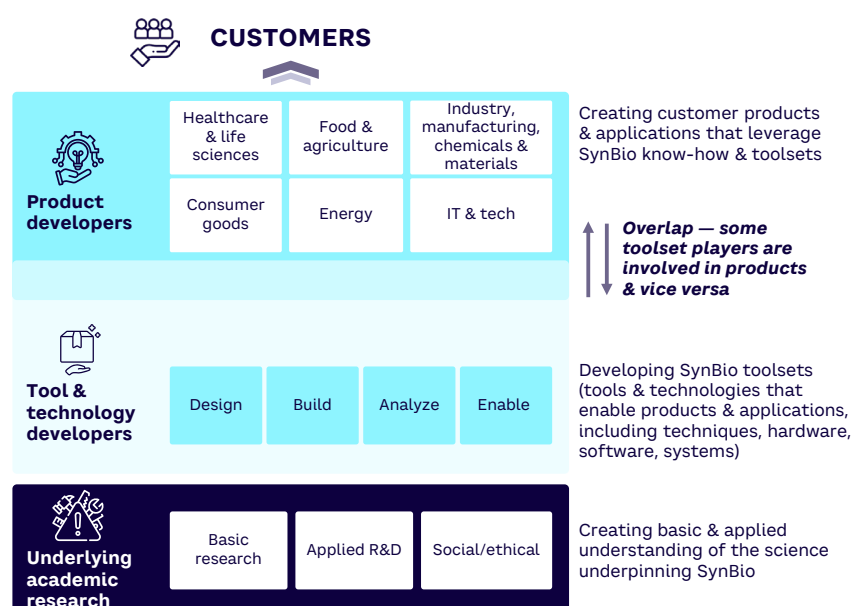 CUSTOMERS
Product
developers
Healthcare
& life
sciences
Food &
agriculture
Industry,
manufacturing,
chemicals &
materials
Consumer
goods
Energy
IT & tech
Creating customer products
& applications that leverage
SynBio know-how & toolsets
Overlap — some
toolset players are
involved in products
& vice versa
Tool &
technology
developers
Design
Build
Analyze
Enable
Developing SynBio toolsets
(tools & technologies that
enable products & applications,
including techniques, hardware,
software, systems)
Underlying
academic
research
Basic
research
Applied R&D
Social/ethical
Creating basic & applied
understanding of the science
underpinning SynBio